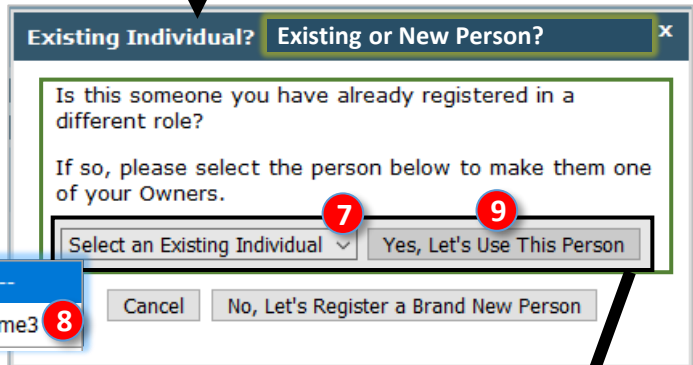 Existing Individual? Existing or New Person? x
Is this someone you have already registered in a
different role?
If so, please select the person below to make them one
of your Owners.
7 9
Select an Existing Individual Yes, Let's Use This Person
--
me3 8
Cancel No, Let's Register a Brand New Person